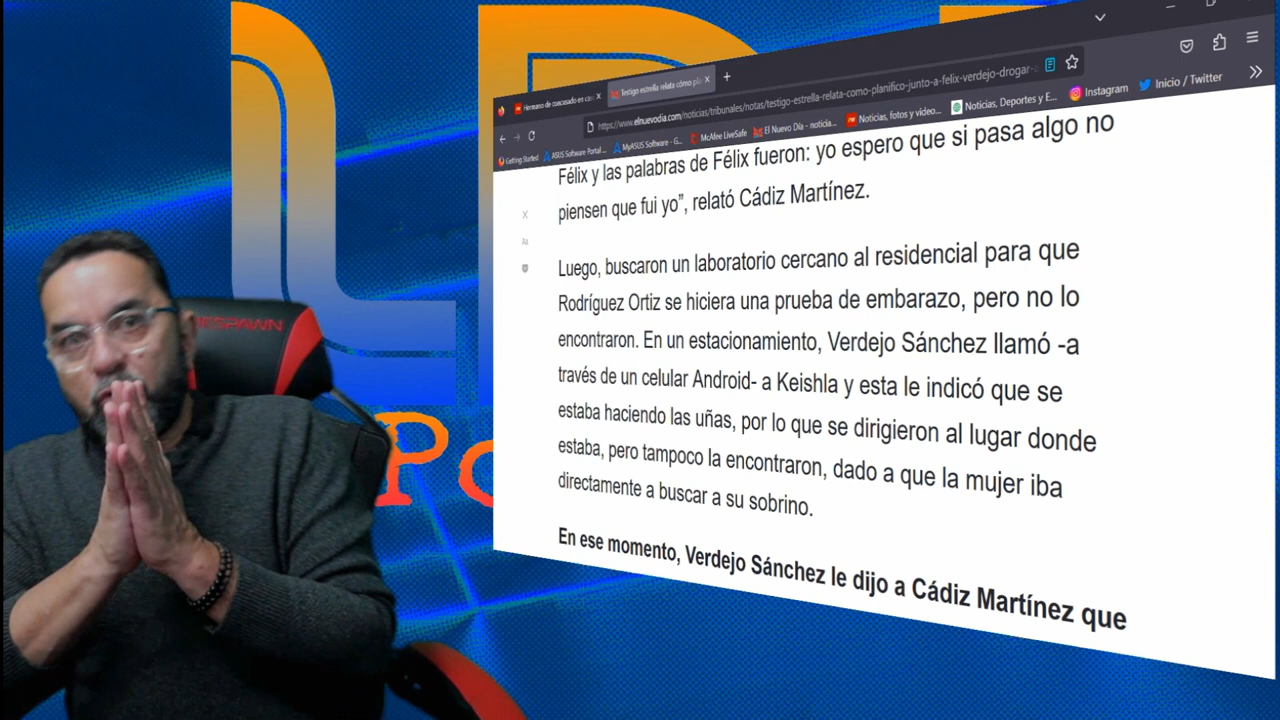 Hermano de coacusado en ca
Testigo estrella relata cómo pla
https://www.elnuevodia.com/noticias/tribunales/notas/testigo-estrella-relata-como-planifico-junto-a-felix-verdejo-drogar-
Getting Started
ASUS Software Portal ...
MyASUS Software - G...
McAfee LiveSafe
El Nuevo Día - noticia...
Noticias, fotos y vídeo...
Noticias, Deportes y E...
Instagram
Inicio / Twitter
Félix y las palabras de Félix fueron: yo espero que si pasa algo no
piensen que fui yo”, relató Cádiz Martínez.
Luego, buscaron un laboratorio cercano al residencial para que
Rodríguez Ortiz se hiciera una prueba de embarazo, pero no lo
encontraron. En un estacionamiento, Verdejo Sánchez llamó -a
través de un celular Android- a Keishla y esta le indicó que se
estaba haciendo las uñas, por lo que se dirigieron al lugar donde
estaba, pero tampoco la encontraron, dado a que la mujer iba
directamente a buscar a su sobrino.
En ese momento, Verdejo Sánchez le dijo a Cádiz Martínez que
RESPAWN